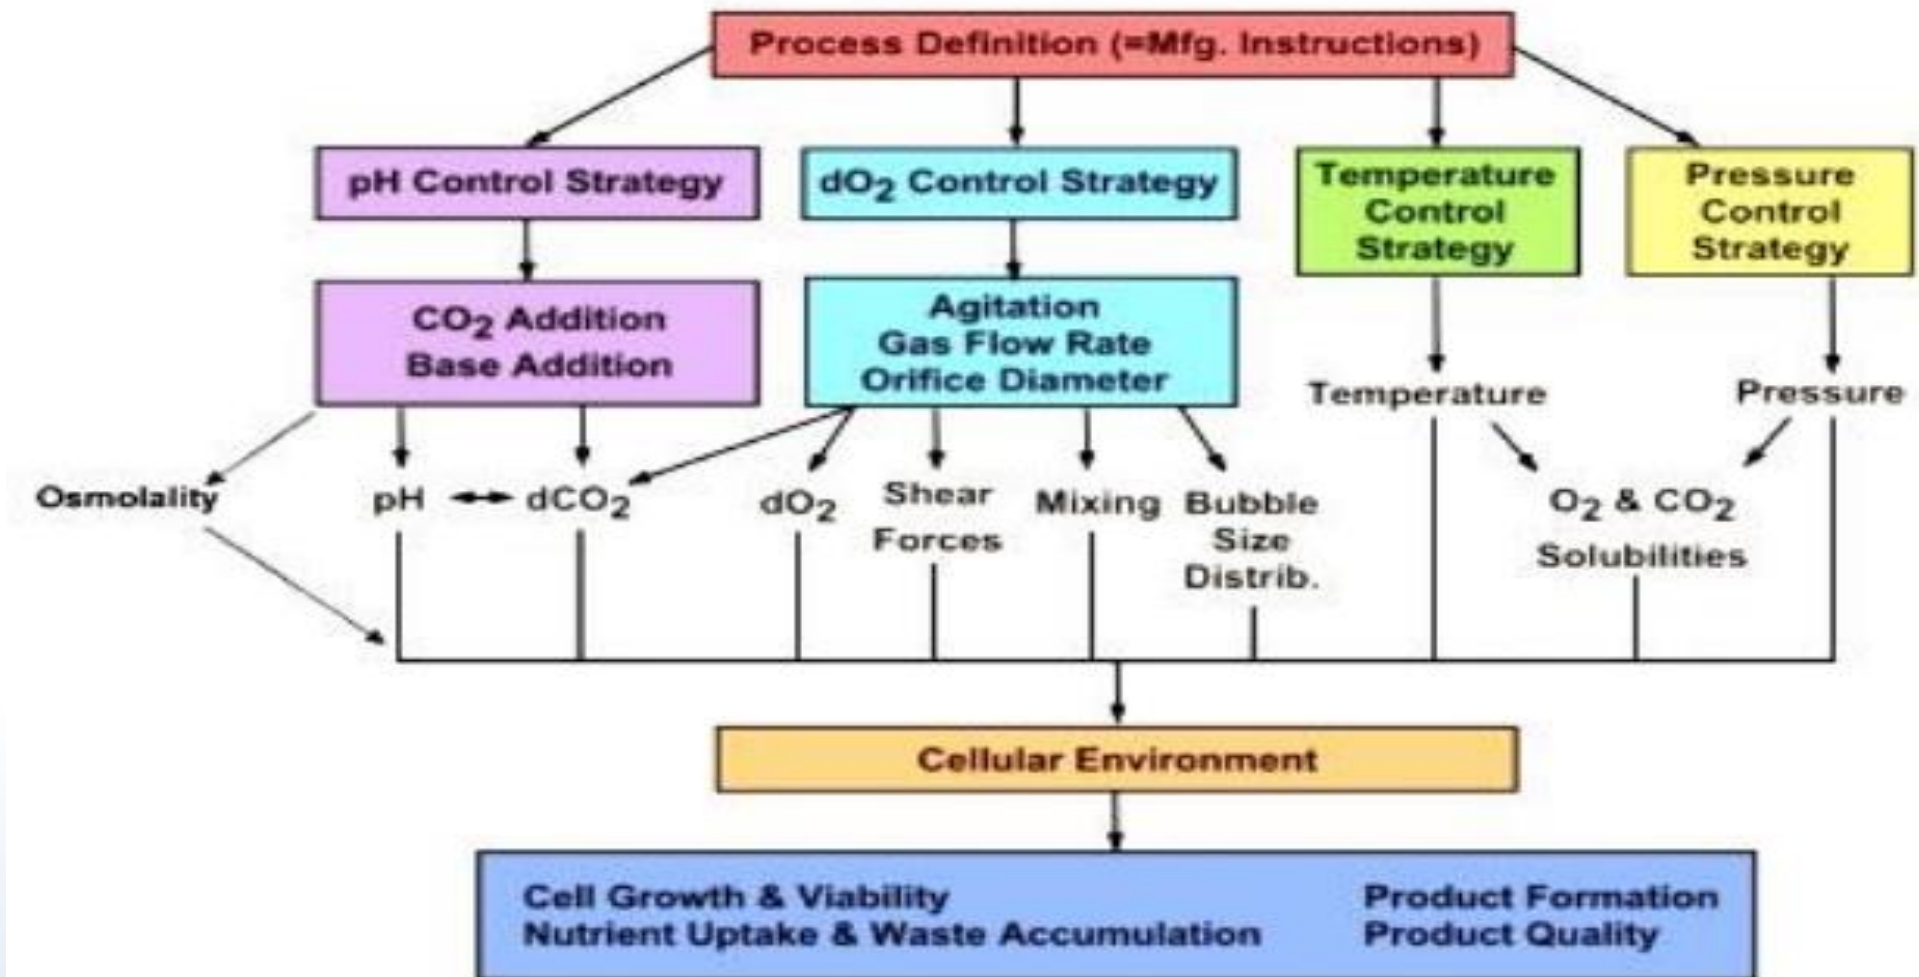 Process Definition (=Mfg. Instructions)
pH Control Strategy
dO₂ Control Strategy
Temperature
Control
Strategy
Pressure
Control
Strategy
CO₂ Addition
Base Addition
Agitation
Gas Flow Rate
Orifice Diameter
Temperature
Pressure
Osmolality
pH
dCO₂
dO₂
Shear
Forces
Mixing
Bubble
Size
Distrib.
O₂ & CO₂
Solubilities
Cellular Environment
Cell Growth & Viability
Nutrient Uptake & Waste Accumulation
Product Formation
Product Quality